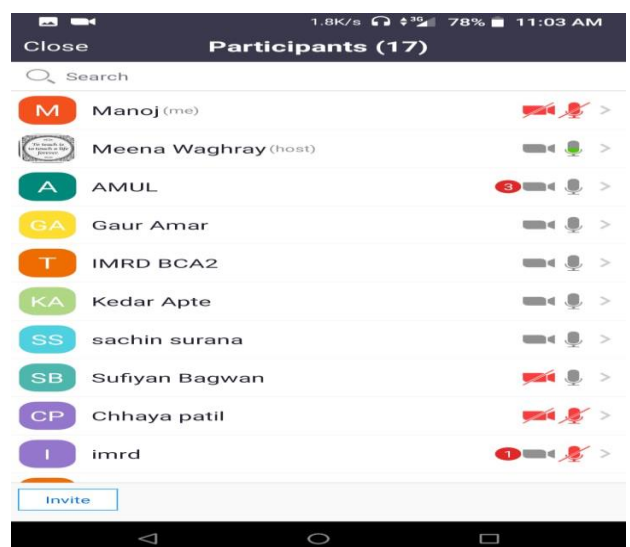 1.8K/s 3G 78% 11:03 AM
Close Participants (17)
Search
M Manoj (me)
Meena Waghray (host)
A AMUL 3
GA Gaur Amar
T IMRD BCA2
KA Kedar Apte
SS sachin surana
SB Sufiyan Bagwan
CP Chhaya patil
I imrd 1
Invite